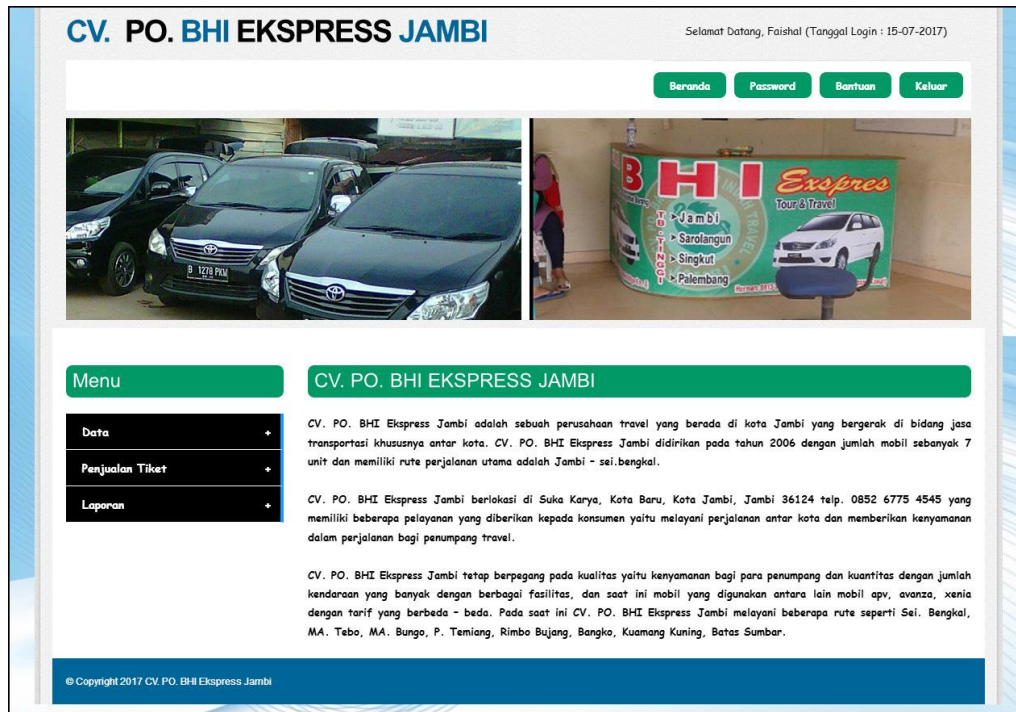 CV. PO. BHI EKSPRESS JAMBI
Selamat Datang, Faishal (Tanggal Login : 15-07-2017)
Beranda Password Bantuan Keluar
B 1278 PKM
BHI Exspres
Tour & Travel
TB.TINGGI
➢Jambi
➢Sarolangun
➢Singkut
➢Palembang
Menu
Data +
Penjualan Tiket +
Laporan +
CV. PO. BHI EKSPRESS JAMBI
CV. PO. BHI Ekspress Jambi adalah sebuah perusahaan travel yang berada di kota Jambi yang bergerak di bidang jasa
transportasi khususnya antar kota. CV. PO. BHI Ekspress Jambi didirikan pada tahun 2006 dengan jumlah mobil sebanyak 7
unit dan memiliki rute perjalanan utama adalah Jambi – sei.bengkal.
CV. PO. BHI Ekspress Jambi berlokasi di Suka Karya, Kota Baru, Kota Jambi, Jambi 36124 telp. 0852 6775 4545 yang
memiliki beberapa pelayanan yang diberikan kepada konsumen yaitu melayani perjalanan antar kota dan memberikan kenyamanan
dalam perjalanan bagi penumpang travel.
CV. PO. BHI Ekspress Jambi tetap berpegang pada kualitas yaitu kenyamanan bagi para penumpang dan kuantitas dengan jumlah
kendaraan yang banyak dengan berbagai fasilitas, dan saat ini mobil yang digunakan antara lain mobil apv, avanza, xenia
dengan tarif yang berbeda – beda. Pada saat ini CV. PO. BHI Ekspress Jambi melayani beberapa rute seperti Sei. Bengkal,
MA. Tebo, MA. Bungo, P. Temiang, Rimbo Bujang, Bangko, Kuamang Kuning, Batas Sumbar.
© Copyright 2017 CV. PO. BHI Ekspress Jambi